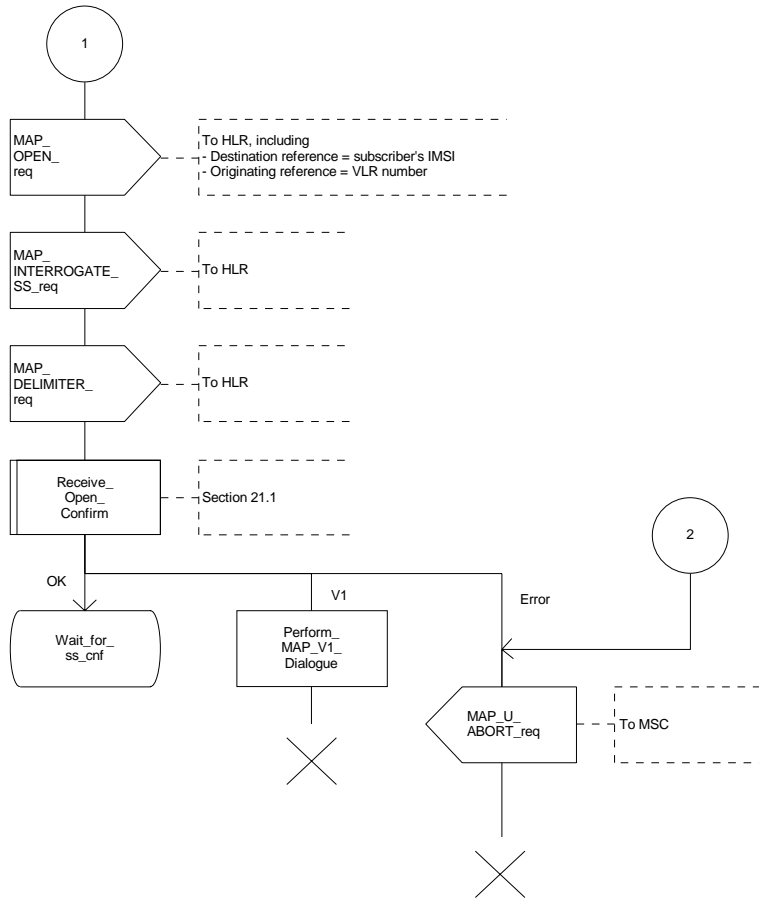 1
MAP_
OPEN_
req
To HLR, including
- Destination reference = subscriber's IMSI
- Originating reference = VLR number
MAP_
INTERROGATE_
SS_req
To HLR
MAP_
DELIMITER_
req
To HLR
Receive_
Open_
Confirm
Section 21.1
2
OK
V1
Error
Wait_for_
ss_cnf
Perform_
MAP_V1_
Dialogue
MAP_U_
ABORT_req
To MSC